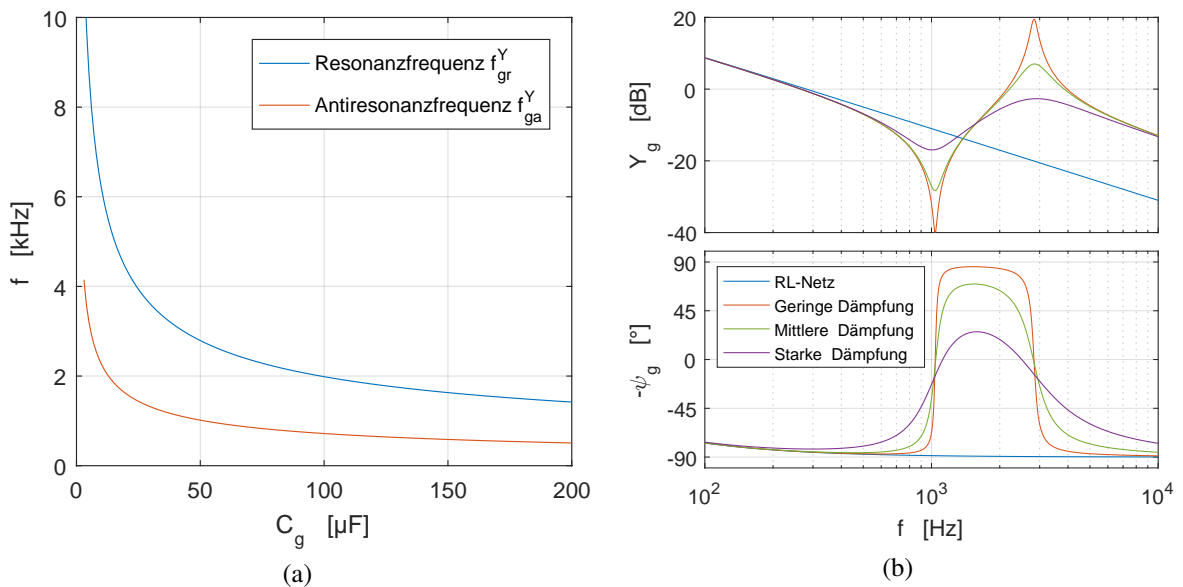 10
8
6
4
2
0
f [kHz]
Resonanzfrequenz f_gr^Y
Antiresonanzfrequenz f_ga^Y
0 50 100 150 200
C_g [µF]
(a)
20
0
-20
-40
Y_g [dB]
90
45
0
-45
-90
-ψ_g [°]
RL-Netz
Geringe Dämpfung
Mittlere Dämpfung
Starke Dämpfung
10^2 10^3 10^4
f [Hz]
(b)